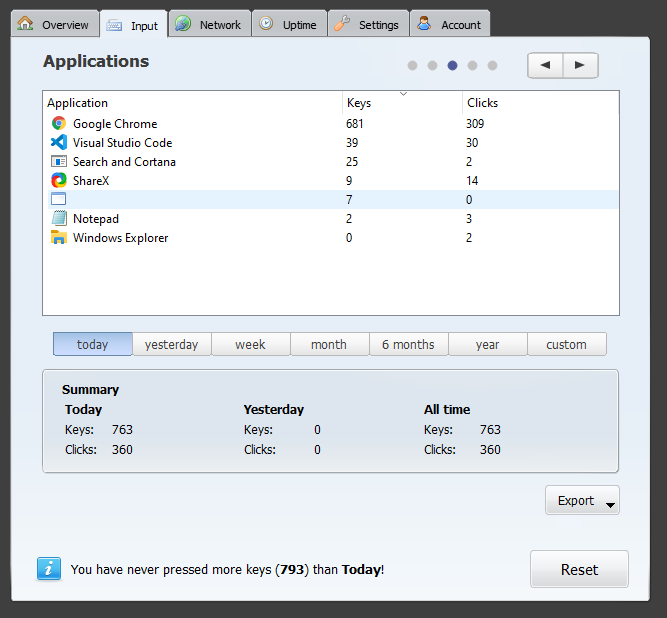 Overview Input Network Uptime Settings Account
Applications
Application Keys Clicks
Google Chrome 681 309
Visual Studio Code 39 30
Search and Cortana 25 2
ShareX 9 14
7 0
Notepad 2 3
Windows Explorer 0 2
today yesterday week month 6 months year custom
Summary
Today Yesterday All time
Keys: 763 Keys: 0 Keys: 763
Clicks: 360 Clicks: 0 Clicks: 360
Export
You have never pressed more keys (793) than Today!
Reset